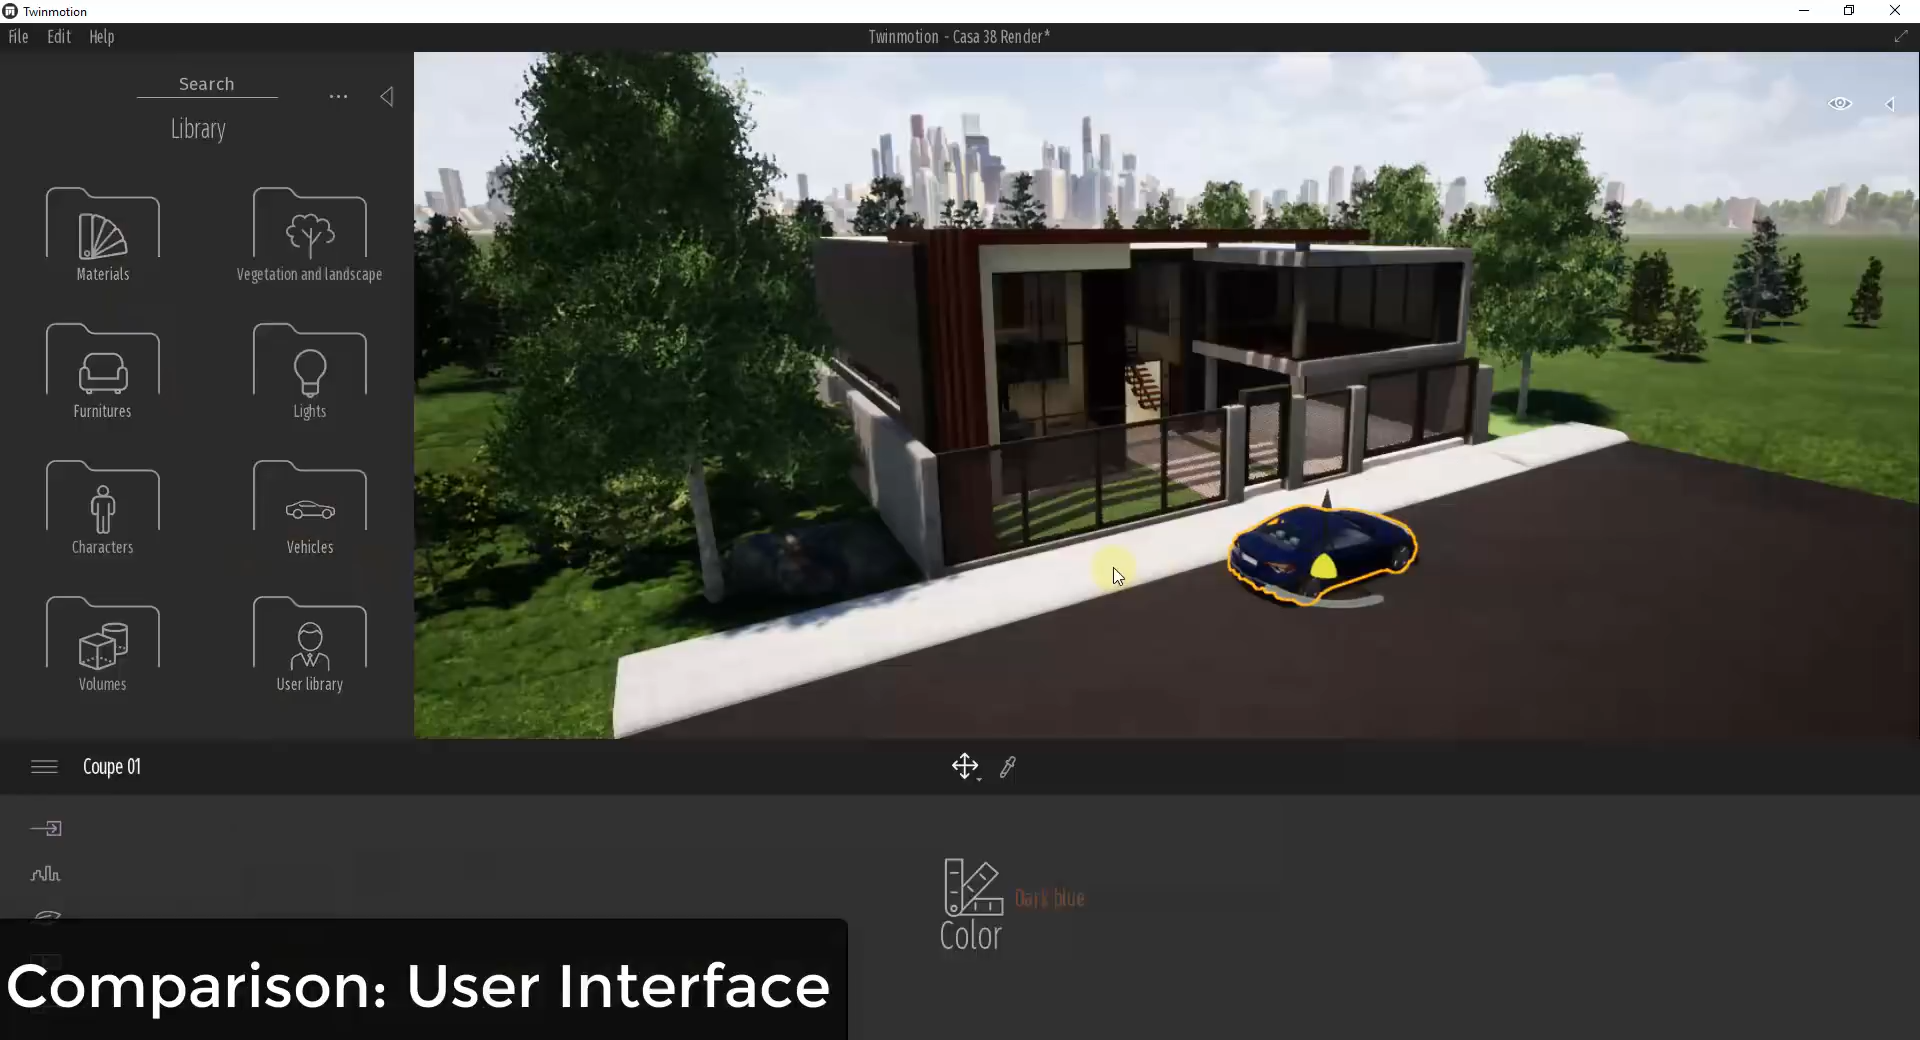 Twinmotion
File Edit Help
Twinmotion - Casa 38 Render*
Search
...
Library
Materials
Vegetation and landscape
Furnitures
Lights
Characters
Vehicles
Volumes
User library
Coupe 01
Dark blue
Color
Comparison: User Interface